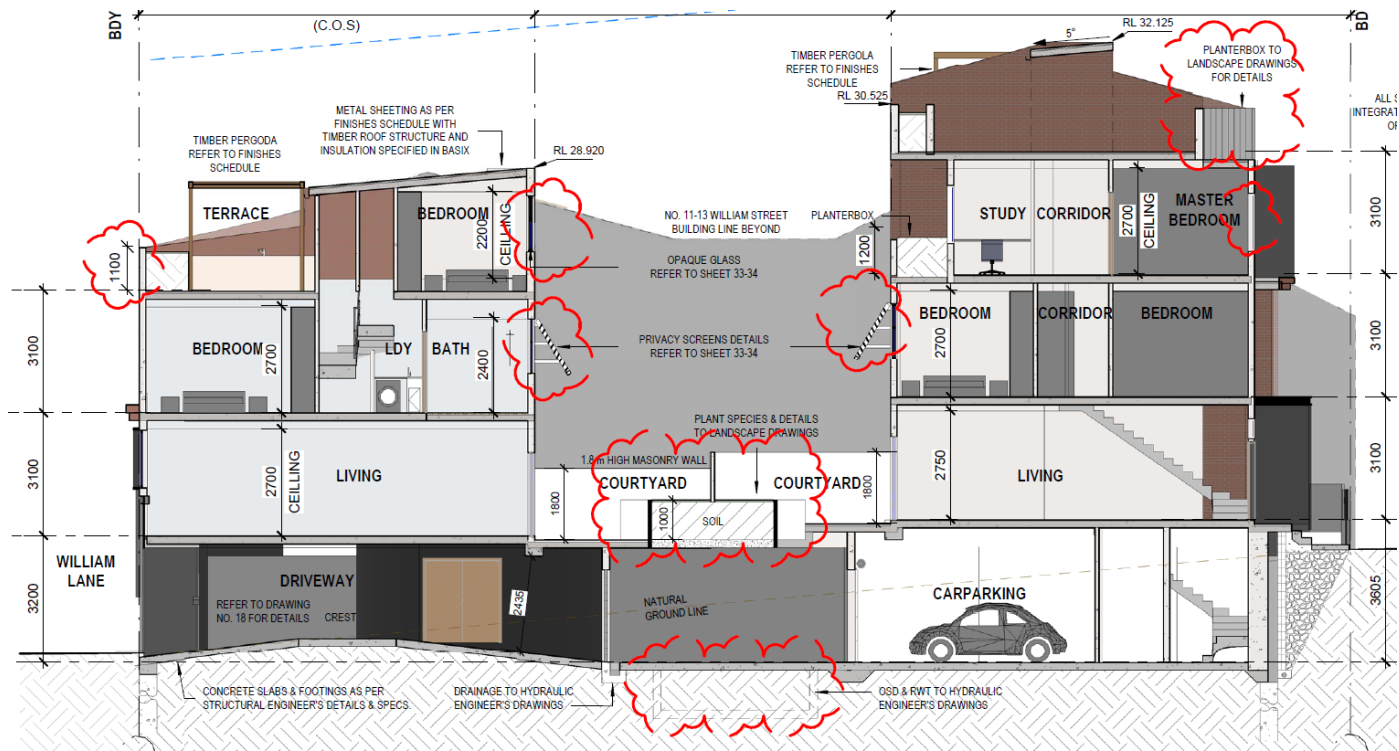 BDY
(C.O.S)
BD
RL 32.125
5°
TIMBER PERGOLA
REFER TO FINISHES
SCHEDULE
RL 30.525
PLANTERBOX TO
LANDSCAPE DRAWINGS
FOR DETAILS
ALL S
INTEGRAT
OF
METAL SHEETING AS PER
FINISHES SCHEDULE WITH
TIMBER ROOF STRUCTURE AND
INSULATION SPECIFIED IN BASIX
TIMBER PERGODA
REFER TO FINISHES
SCHEDULE
RL 28.920
TERRACE
BEDROOM
2200
CEILLING
1100
NO. 11-13 WILLIAM STREET
BUILDING LINE BEYOND
PLANTERBOX
1200
OPAQUE GLASS
REFER TO SHEET 33-34
STUDY
CORRIDOR
2700
CEILING
MASTER
BEDROOM
3100
3100
BEDROOM
2700
LDY
BATH
2400
PRIVACY SCREENS DETAILS
REFER TO SHEET 33-34
BEDROOM
2700
CORRIDOR
BEDROOM
3100
PLANT SPECIES & DETAILS
TO LANDSCAPE DRAWINGS
1.8 m HIGH MASONRY WALL
3100
LIVING
2700
CEILLING
1800
COURTYARD
COURTYARD
1000
SOIL
1800
2750
LIVING
3100
WILLIAM
LANE
3200
DRIVEWAY
REFER TO DRAWING
NO. 18 FOR DETAILS
CREST
2435
NATURAL
GROUND LINE
CARPARKING
3605
CONCRETE SLABS & FOOTINGS AS PER
STRUCTURAL ENGINEER'S DETAILS & SPECS.
DRAINAGE TO HYDRAULIC
ENGINEER'S DRAWINGS
OSD & RWT TO HYDRAULIC
ENGINEER'S DRAWINGS